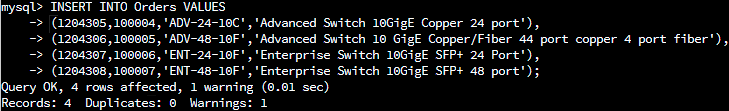 mysql> INSERT INTO Orders VALUES
-> (1204305,100004,'ADV-24-10C','Advanced Switch 10GigE Copper 24 port'),
-> (1204306,100005,'ADV-48-10F','Advanced Switch 10 GigE Copper/Fiber 44 port copper 4 port fiber'),
-> (1204307,100006,'ENT-24-10F','Enterprise Switch 10GigE SFP+ 24 Port'),
-> (1204308,100007,'ENT-48-10F','Enterprise Switch 10GigE SFP+ 48 port');
Query OK, 4 rows affected, 1 warning (0.01 sec)
Records: 4  Duplicates: 0  Warnings: 1